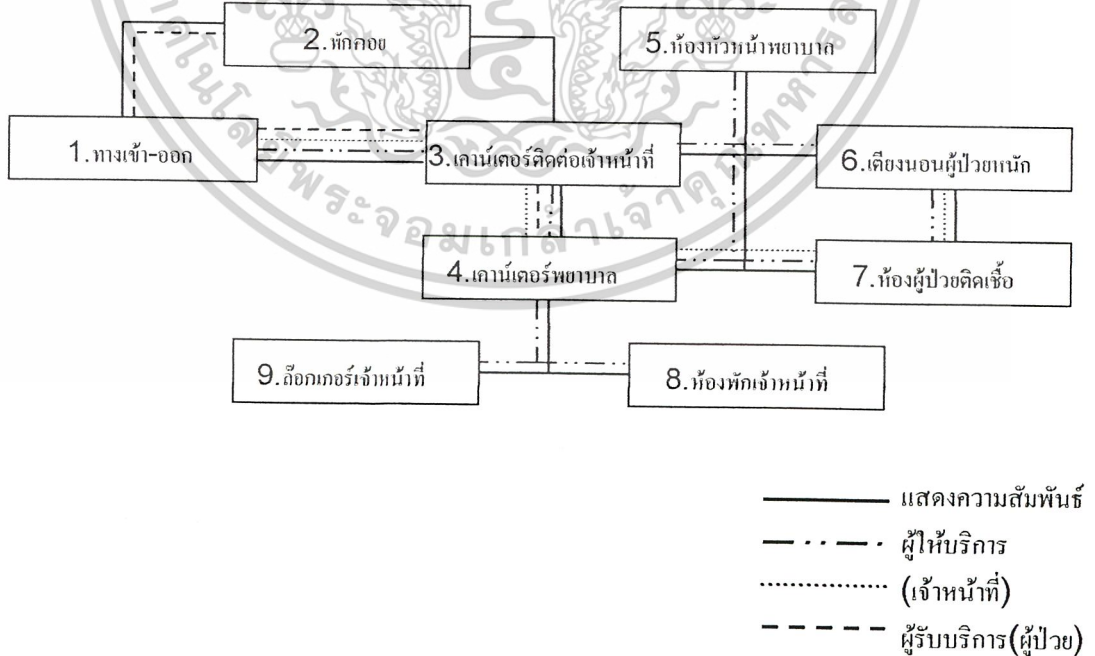 2.พักคอย
5.ห้องหัวหน้าพยาบาล
1.ทางเข้า-ออก
3.เคาน์เตอร์ติดต่อเจ้าหน้าที่
6.เตียงนอนผู้ป่วยหนัก
4.เคาน์เตอร์พยาบาล
7.ห้องผู้ป่วยติดเชื้อ
9.ล๊อกเกอร์เจ้าหน้าที่
8.ห้องพักเจ้าหน้าที่
แสดงความสัมพันธ์
ผู้ให้บริการ
(เจ้าหน้าที่)
ผู้รับบริการ(ผู้ป่วย)